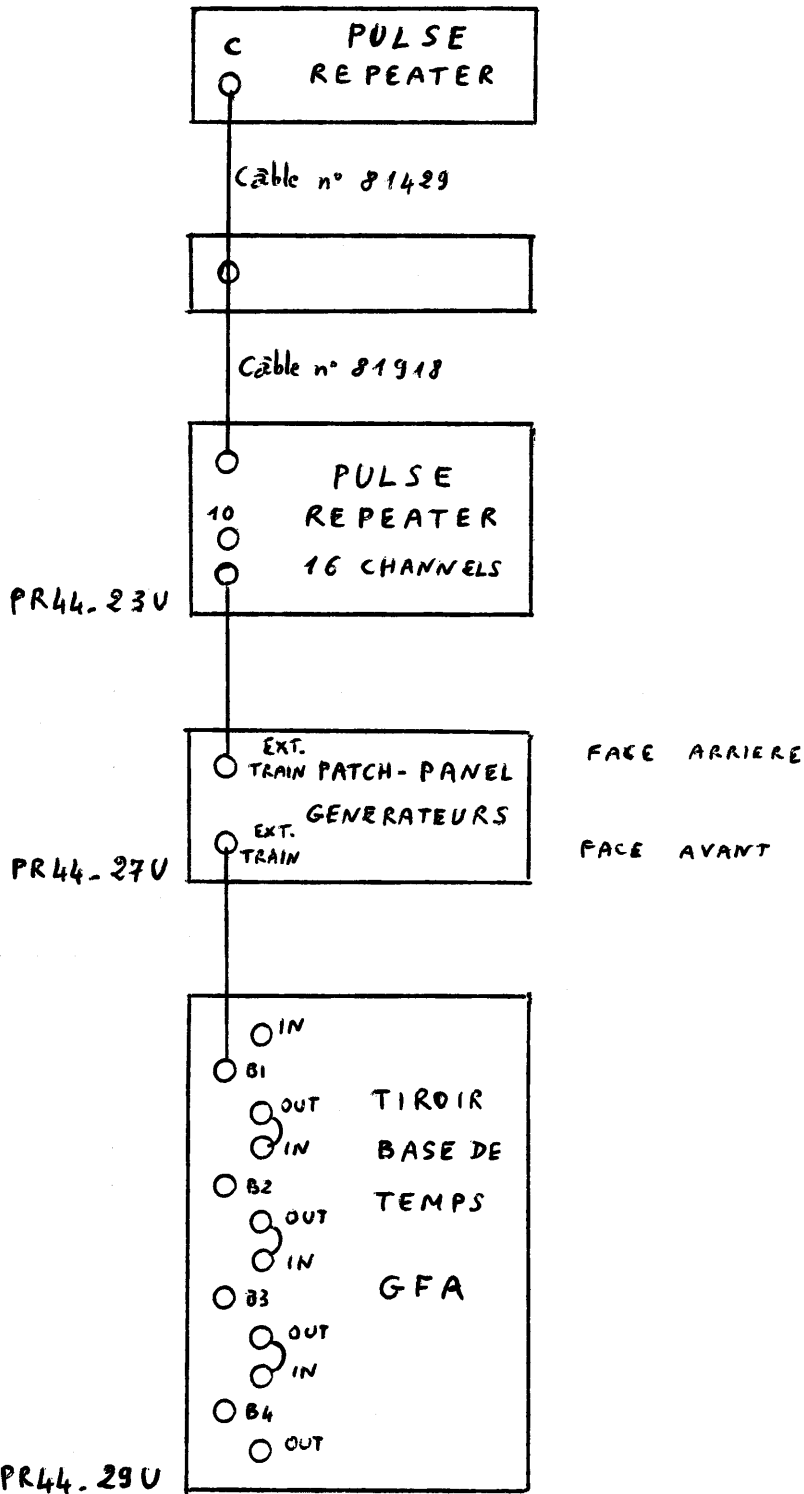 C
PULSE
REPEATER
Câble n° 81429
Câble n° 81918
PULSE
10
REPEATER
16 CHANNELS
PR44.23U
EXT.
TRAIN
PATCH-PANEL
FACE ARRIERE
GENERATEURS
EXT.
TRAIN
FACE AVANT
PR44-27U
IN
B1
OUT
TIROIR
IN
BASE DE
B2
TEMPS
OUT
IN
GFA
B3
OUT
IN
B4
OUT
PR44.29U